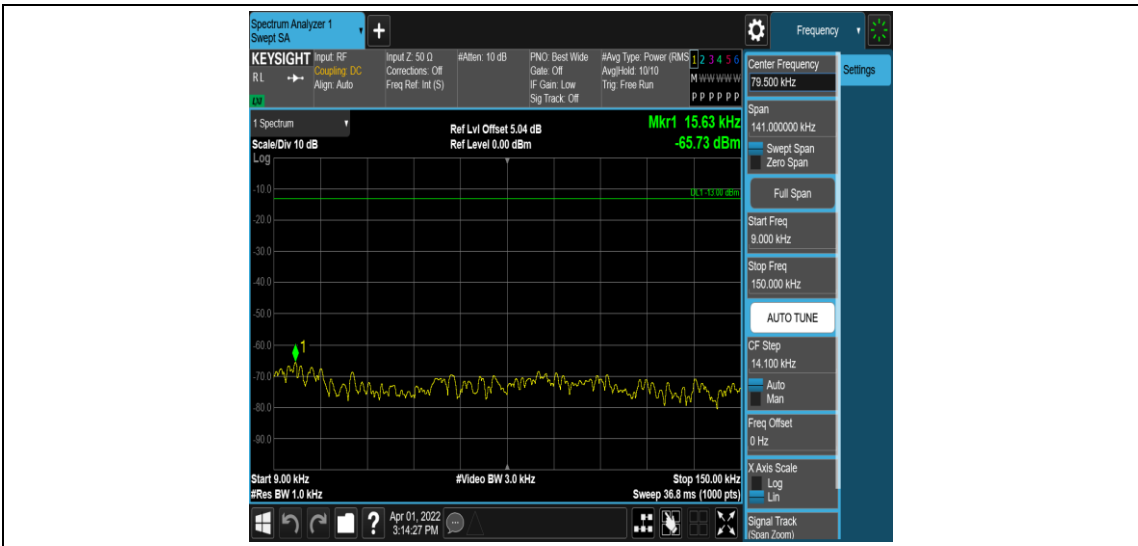 Spectrum Analyzer 1
Swept SA
+
Frequency
KEYSIGHT
RL
LXI
Input: RF
Coupling: DC
Align: Auto
Input Z: 50 Ω
Corrections: Off
Freq Ref: Int (S)
#Atten: 10 dB
PNO: Best Wide
Gate: Off
IF Gain: Low
Sig Track: Off
#Avg Type: Power (RMS
Avg|Hold: 10/10
Trig: Free Run
1 2 3 4 5 6
M W W W W W
P P P P P P
1 Spectrum
Scale/Div 10 dB
Log
Ref Lvl Offset 5.04 dB
Ref Level 0.00 dBm
Mkr1 15.63 kHz
-65.73 dBm
DL1 -13.00 dBm
-10.0
-20.0
-30.0
-40.0
-50.0
-60.0
-70.0
-80.0
-90.0
1
Start 9.00 kHz
#Res BW 1.0 kHz
#Video BW 3.0 kHz
Stop 150.00 kHz
Sweep 36.8 ms (1000 pts)
Center Frequency
79.500 kHz
Settings
Span
141.000000 kHz
Swept Span
Zero Span
Full Span
Start Freq
9.000 kHz
Stop Freq
150.000 kHz
AUTO TUNE
CF Step
14.100 kHz
Auto
Man
Freq Offset
0 Hz
X Axis Scale
Log
Lin
Signal Track
(Span Zoom)
?
Apr 01, 2022
3:14:27 PM